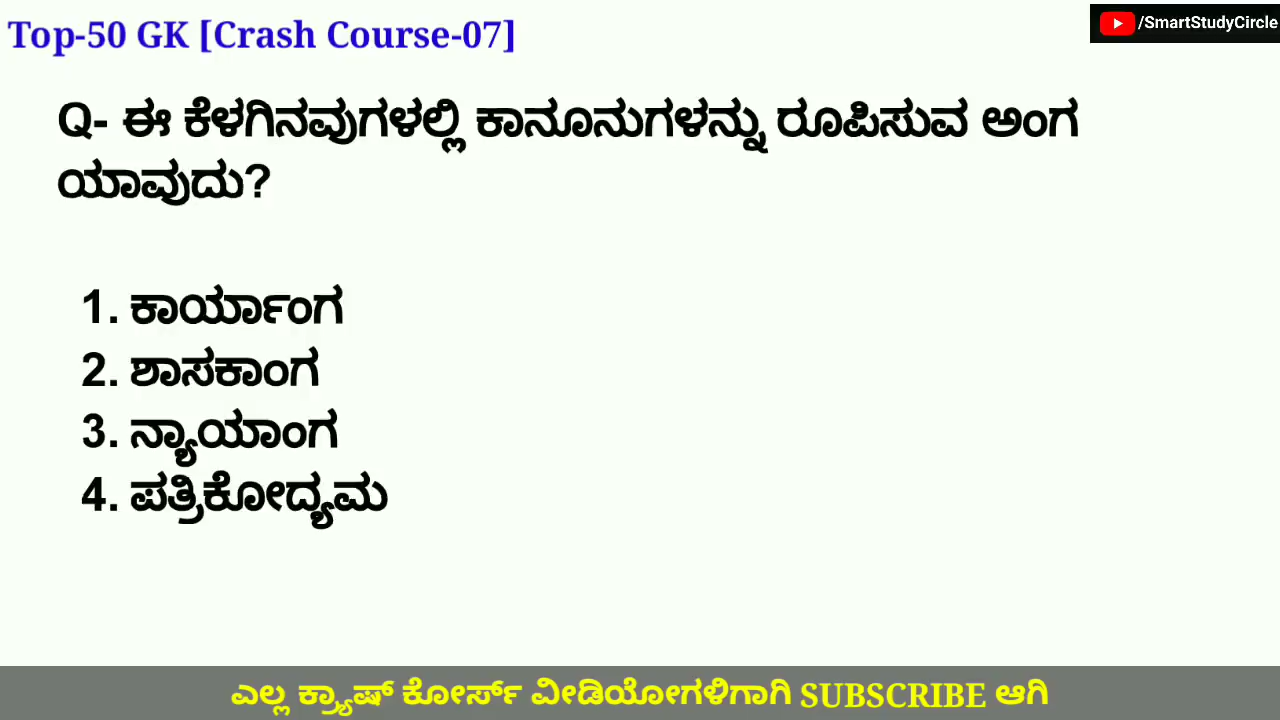 Top-50 GK [Crash Course-07]
/SmartStudyCircle
Q- ಈ ಕೆಳಗಿನವುಗಳಲ್ಲಿ ಕಾನೂನುಗಳನ್ನು ರೂಪಿಸುವ ಅಂಗ
ಯಾವುದು?
1. ಕಾರ್ಯಾಂಗ
2. ಶಾಸಕಾಂಗ
3. ನ್ಯಾಯಾಂಗ
4. ಪತ್ರಿಕೋದ್ಯಮ
ಎಲ್ಲ ಕ್ರ್ಯಾಷ್ ಕೋರ್ಸ್ ವೀಡಿಯೋಗಳಿಗಾಗಿ SUBSCRIBE ಆಗಿ